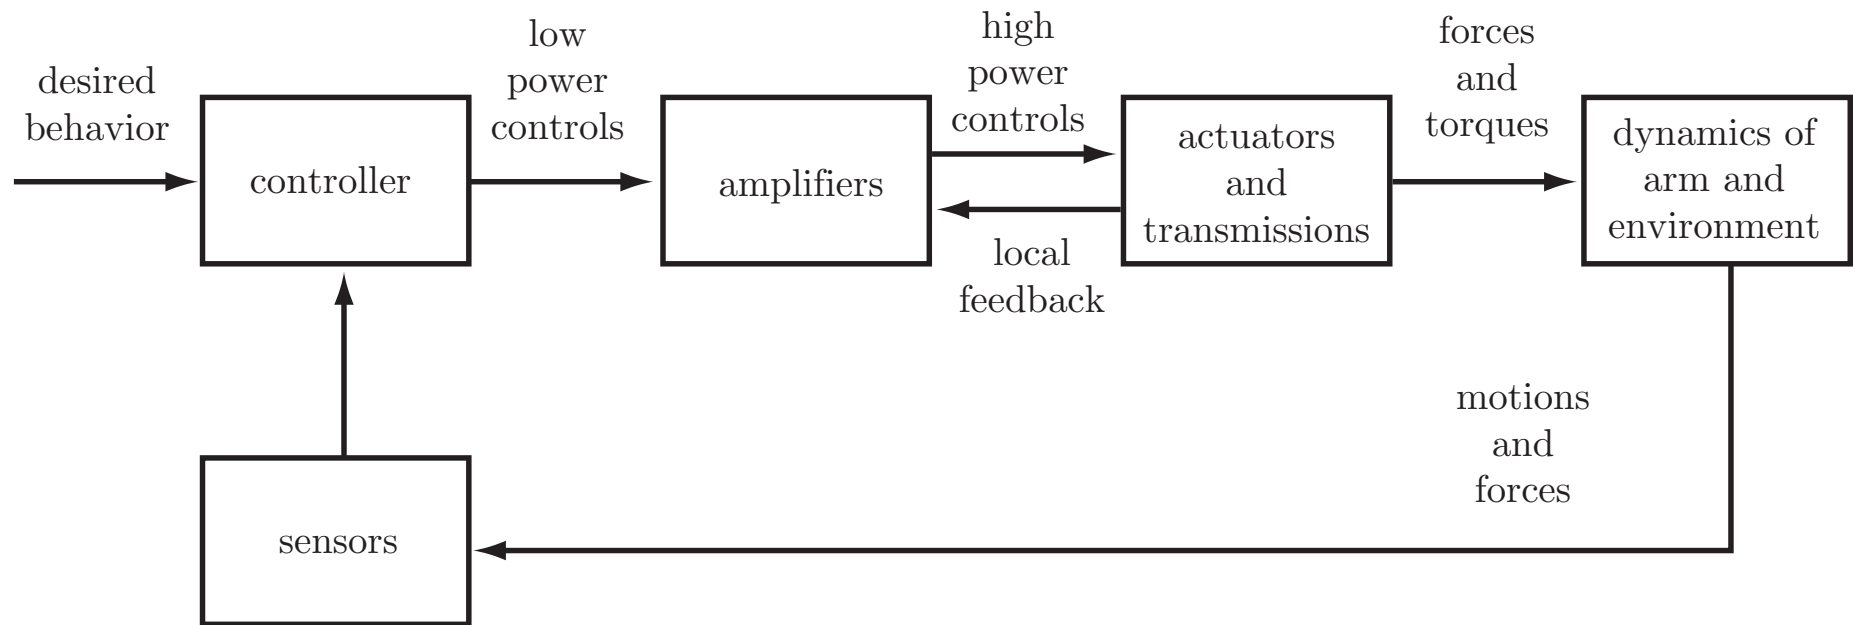 desired
behavior
controller
low
power
controls
amplifiers
high
power
controls
local
feedback
actuators
and
transmissions
forces
and
torques
dynamics of
arm and
environment
motions
and
forces
sensors